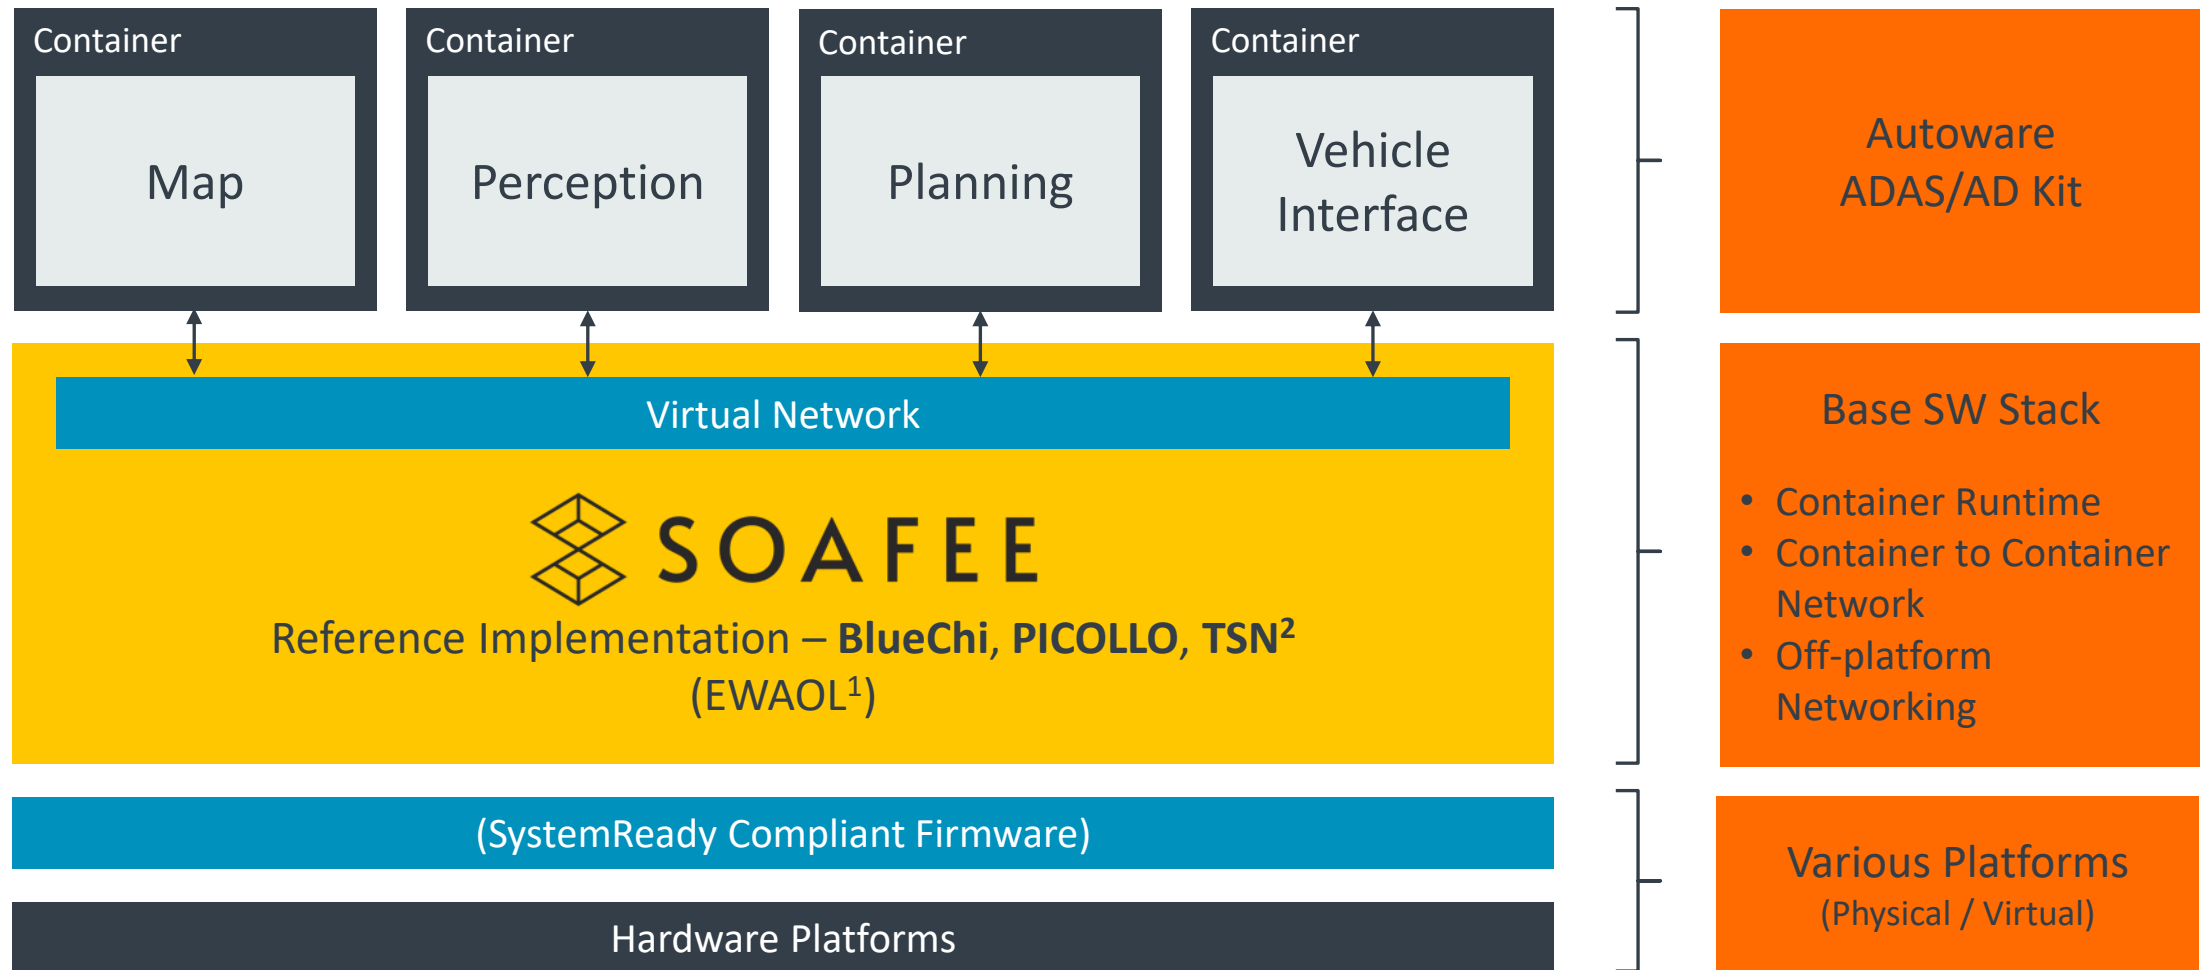 Container
Container
Container
Container
Map
Perception
Planning
Vehicle
Interface
Autoware
ADAS/AD Kit
Virtual Network
SOAFEE
Reference Implementation – BlueChi, PICOLLO, TSN²
(EWAOL¹)
Base SW Stack
• Container Runtime
• Container to Container
Network
• Off-platform
Networking
(SystemReady Compliant Firmware)
Hardware Platforms
Various Platforms
(Physical / Virtual)